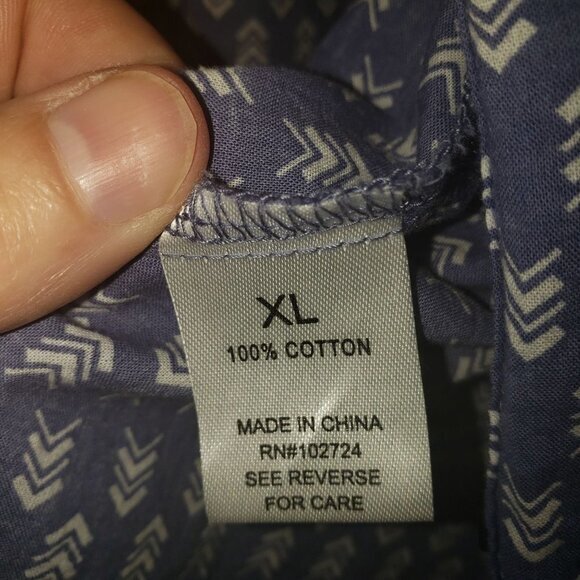 XL
100% COTTON
MADE IN CHINA
RN#102724
SEE REVERSE
FOR CARE